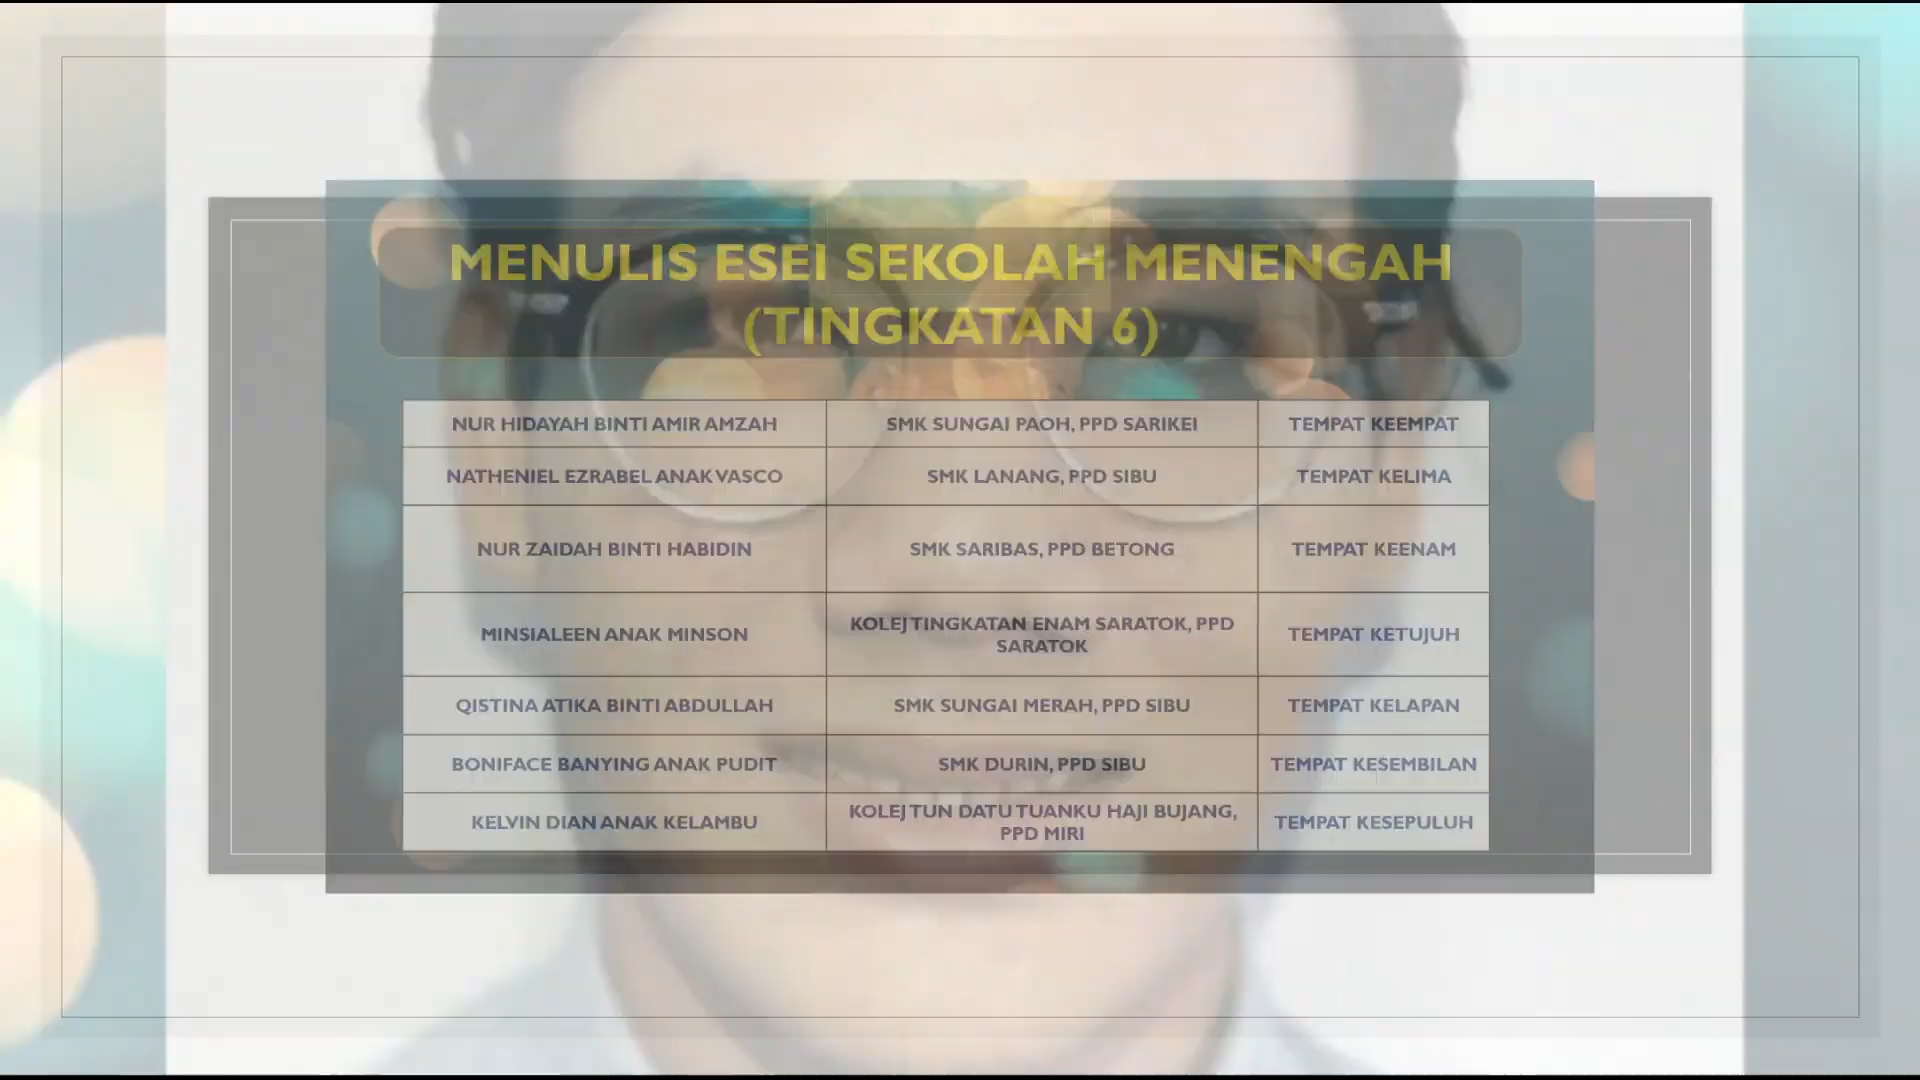 MENULIS ESEI SEKOLAH MENENGAH
(TINGKATAN 6)
NUR HIDAYAH BINTI AMIR AMZAH SMK SUNGAI PAOH, PPD SARIKEI TEMPAT KEEMPAT
NATHENIEL EZRABEL ANAK VASCO SMK LANANG, PPD SIBU TEMPAT KELIMA
NUR ZAIDAH BINTI HABIDIN SMK SARIBAS, PPD BETONG TEMPAT KEENAM
MINSIALEEN ANAK MINSON KOLEJ TINGKATAN ENAM SARATOK, PPD
SARATOK TEMPAT KETUJUH
QISTINA ATIKA BINTI ABDULLAH SMK SUNGAI MERAH, PPD SIBU TEMPAT KELAPAN
BONIFACE BANYING ANAK PUDIT SMK DURIN, PPD SIBU TEMPAT KESEMBILAN
KELVIN DIAN ANAK KELAMBU KOLEJ TUN DATU TUANKU HAJI BUJANG,
PPD MIRI TEMPAT KESEPULUH